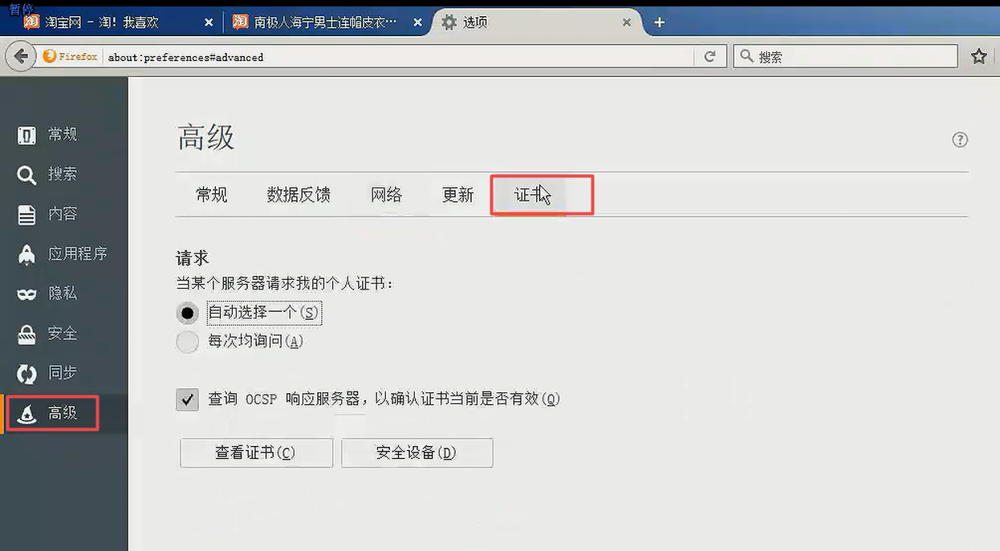 暂停
淘宝网 - 淘！我喜欢
南极人海宁男士连帽皮衣…
选项
Firefox
about:preferences#advanced
搜索
常规
搜索
内容
应用程序
隐私
安全
同步
高级
高级
常规 数据反馈 网络 更新 证书
请求
当某个服务器请求我的个人证书：
自动选择一个(S)
每次均询问(A)
查询 OCSP 响应服务器，以确认证书当前是否有效(Q)
查看证书(C) 安全设备(D)